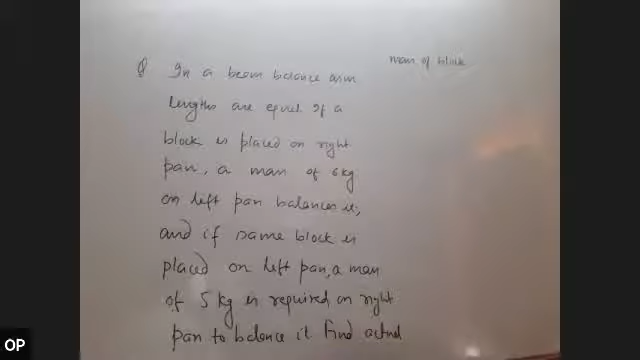 Q In a beam balance arm
lengths are equal if a
block is placed on right
pan, a mass of 6kg
on left pan balances it,
and if same block is
placed on left pan, a mass
of 5 kg is required on right
pan to balance it find actual
mass of block
OP